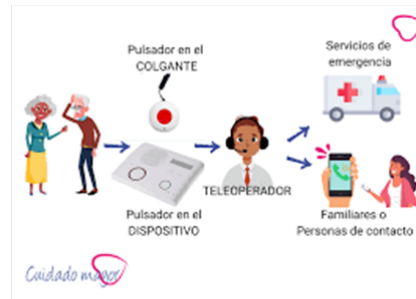 Pulsador en el
COLGANTE
Servicios de
emergencia
TELEOPERADOR
Pulsador en el
DISPOSITIVO
Familiares o
Personas de contacto
Cuidado mayor